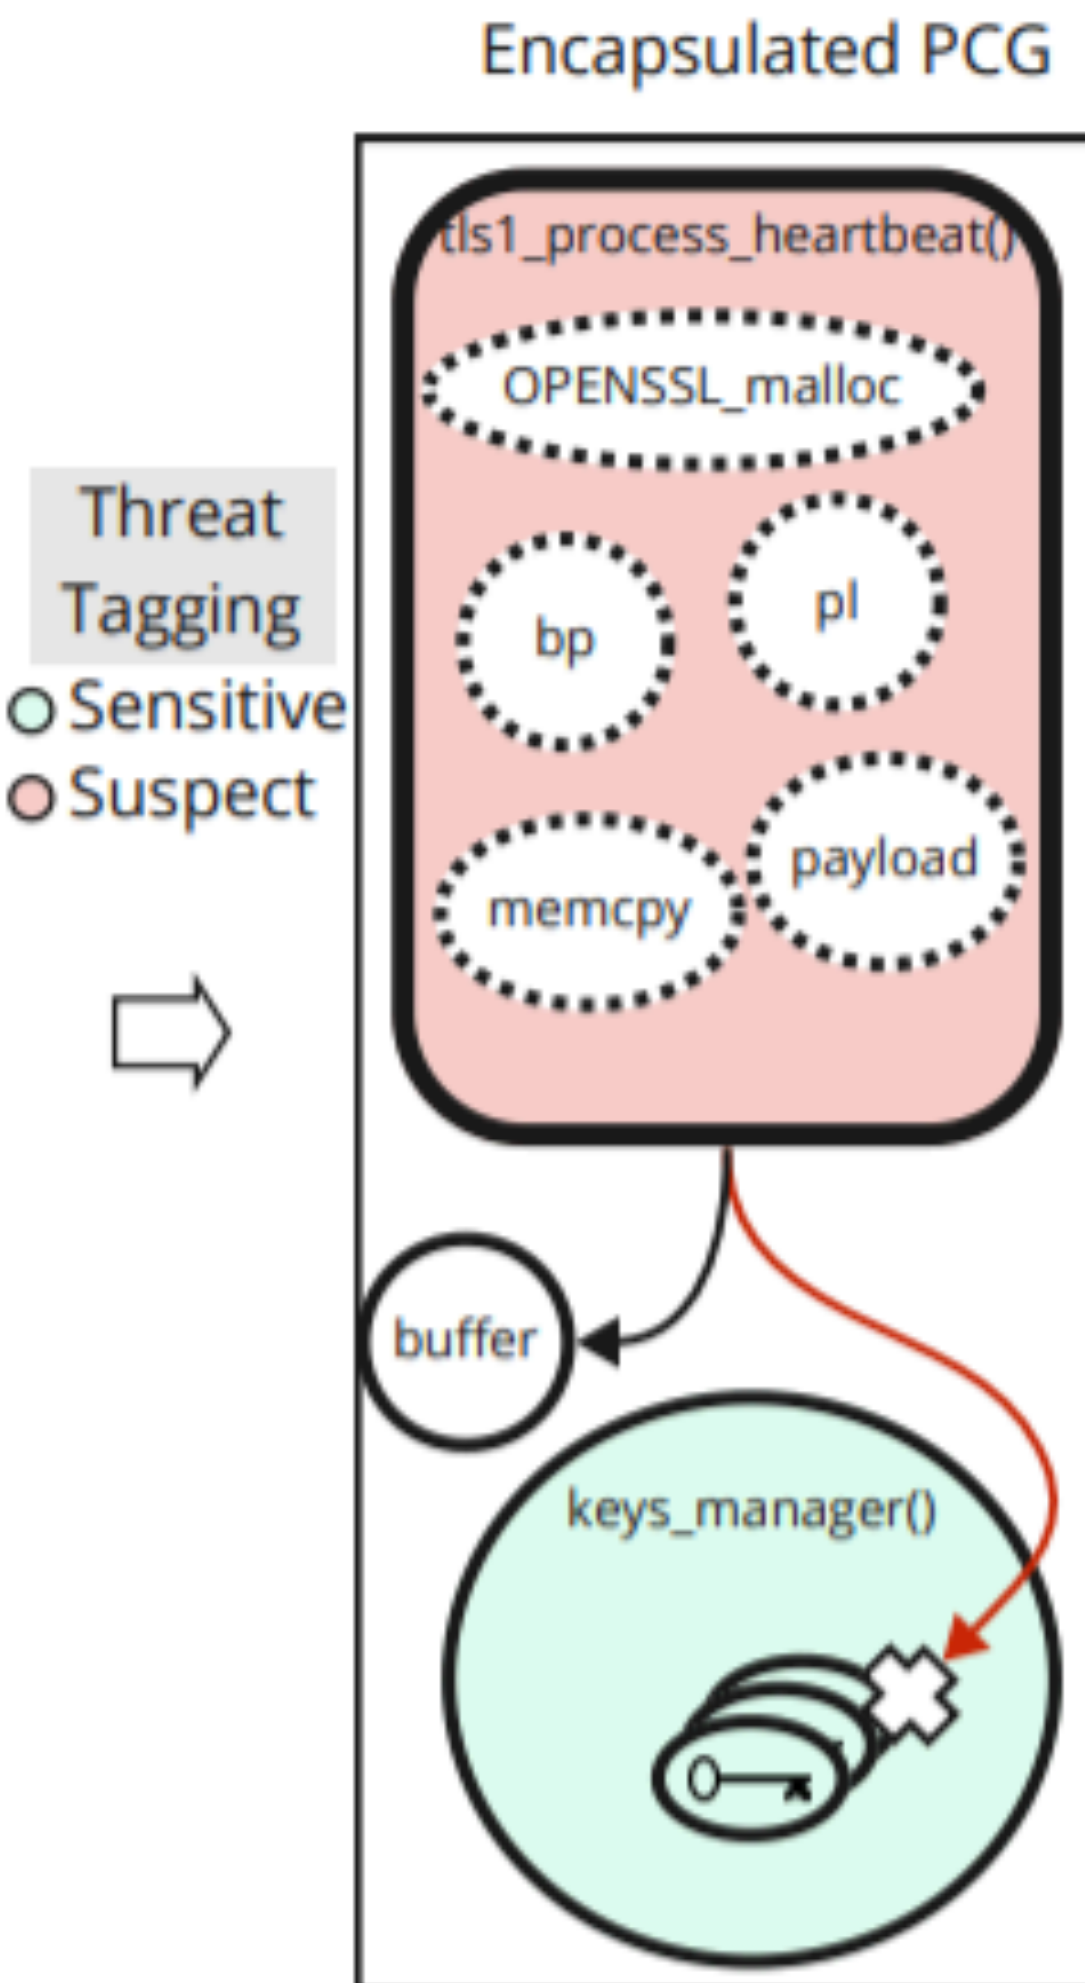 Encapsulated PCG
tls1_process_heartbeat()
OPENSSL_malloc
Threat
Tagging
Sensitive
Suspect
bp
pl
memcpy
payload
buffer
keys_manager()